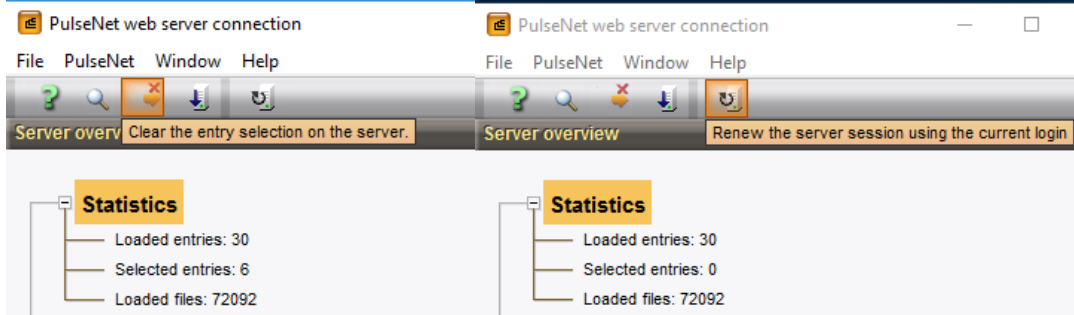 PulseNet web server connection
File PulseNet Window Help
Server overv Clear the entry selection on the server.
Statistics
Loaded entries: 30
Selected entries: 6
Loaded files: 72092
PulseNet web server connection
File PulseNet Window Help
Server overview Renew the server session using the current login
Statistics
Loaded entries: 30
Selected entries: 0
Loaded files: 72092